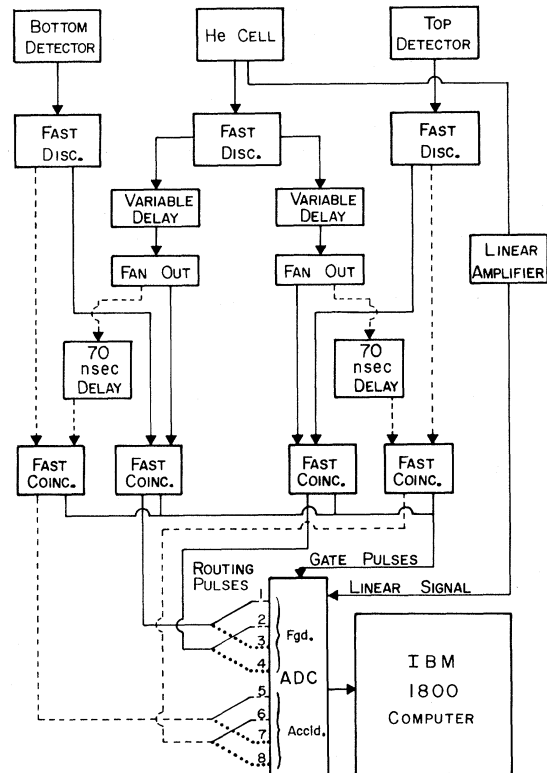 BOTTOM
DETECTOR
HE CELL
TOP
DETECTOR
FAST
DISC.
FAST
DISC.
FAST
DISC.
VARIABLE
DELAY
VARIABLE
DELAY
LINEAR
AMPLIFIER
FAN OUT
FAN OUT
70
nsec
DELAY
70
nsec
DELAY
FAST
COINC.
FAST
COINC.
FAST
COINC.
FAST
COINC.
GATE PULSES
ROUTING
PULSES
LINEAR SIGNAL
1
2
3
4
Fgd.
ADC
5
6
7
8
Accid.
IBM
1800
COMPUTER